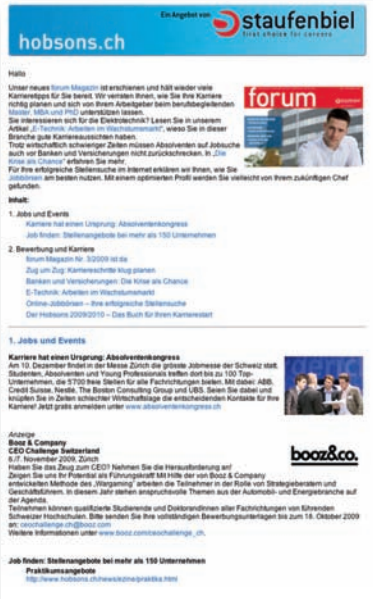 Ein Angebot von staufenbiel
first choice for careers
hobsons.ch
Hallo
Unser neues forum Magazin ist erschienen und hält wieder viele
Karrieretipps für Sie bereit. Wir verraten Ihnen, wie Sie Ihre Karriere
richtig planen und sich von Ihrem Arbeitgeber beim berufsbegleitenden
Master, MBA und PhD unterstützen lassen.
Sie interessieren sich für die Elektrotechnik? Lesen Sie in unserem
Artikel „E-Technik: Arbeiten im Wachstumsmarkt", wieso Sie in dieser
Branche gute Karriereaussichten haben.
Trotz wirtschaftlich schwieriger Zeiten müssen Absolventen auf Jobsuche
auch vor Banken und Versicherungen nicht zurückschrecken. In „Die
Krise als Chance" erfahren Sie mehr.
Für Ihre erfolgreiche Stellensuche im Internet erklären wir Ihnen, wie Sie
Jobbörsen am besten nutzen. Mit einem optimierten Profil werden Sie vielleicht von Ihrem zukünftigen Chef
gefunden.
forum
Inhalt:
1. Jobs und Events
Karriere hat einen Ursprung: Absolventenkongress
Job finden: Stellenangebote bei mehr als 150 Unternehmen
2. Bewerbung und Karriere
forum Magazin Nr. 3/2009 ist da
Zug um Zug: Karriereschritte klug planen
Banken und Versicherungen: Die Krise als Chance
E-Technik: Arbeiten im Wachstumsmarkt
Online-Jobbörsen – Ihre erfolgreiche Stellensuche
Der Hobsons 2009/2010 – Das Buch für Ihren Karrierestart
1. Jobs und Events
Karriere hat einen Ursprung: Absolventenkongress
Am 10. Dezember findet in der Messe Zürich die grösste Jobmesse der Schweiz statt.
Studenten, Absolventen und Young Professionals treffen dort bis zu 100 Top-
Unternehmen, die 5'700 freie Stellen für alle Fachrichtungen bieten. Mit dabei: ABB,
Credit Suisse, Nestle, The Boston Consulting Group und UBS. Seien Sie dabei und
knüpfen Sie in Zeiten schlechter Wirtschaftslage die entscheidenden Kontakte für Ihre
Karriere! Jetzt gratis anmelden unter www.absolventenkongress.ch
Anzeige
Booz & Company
CEO Challenge Switzerland
6./7. November 2009, Zürich
Haben Sie das Zeug zum CEO? Nehmen Sie die Herausforderung an!
Zeigen Sie uns Ihr Potential als Führungskraft! Mit Hilfe der von Booz & Company
entwickelten Methode des „Wargaming" arbeiten die Teilnehmer in der Rolle von Strategieberatern und
Geschäftsführern. In diesem Jahr stehen anspruchsvolle Themen aus der Automobil- und Energiebranche auf
der Agenda.
Teilnehmen können qualifizierte Studierende und DoktorandInnen aller Fachrichtungen von führenden
Schweizer Hochschulen. Bitte senden Sie Ihre vollständigen Bewerbungsunterlagen bis zum 18. Oktober 2009
an: ceochallenge.ch@booz.com
Weitere Informationen unter www.booz.com/ceochallenge_ch.
booz&co.
Job finden: Stellenangebote bei mehr als 150 Unternehmen
Praktikumsangebote
http://www.hobsons.ch/news/ezine/praktika.html